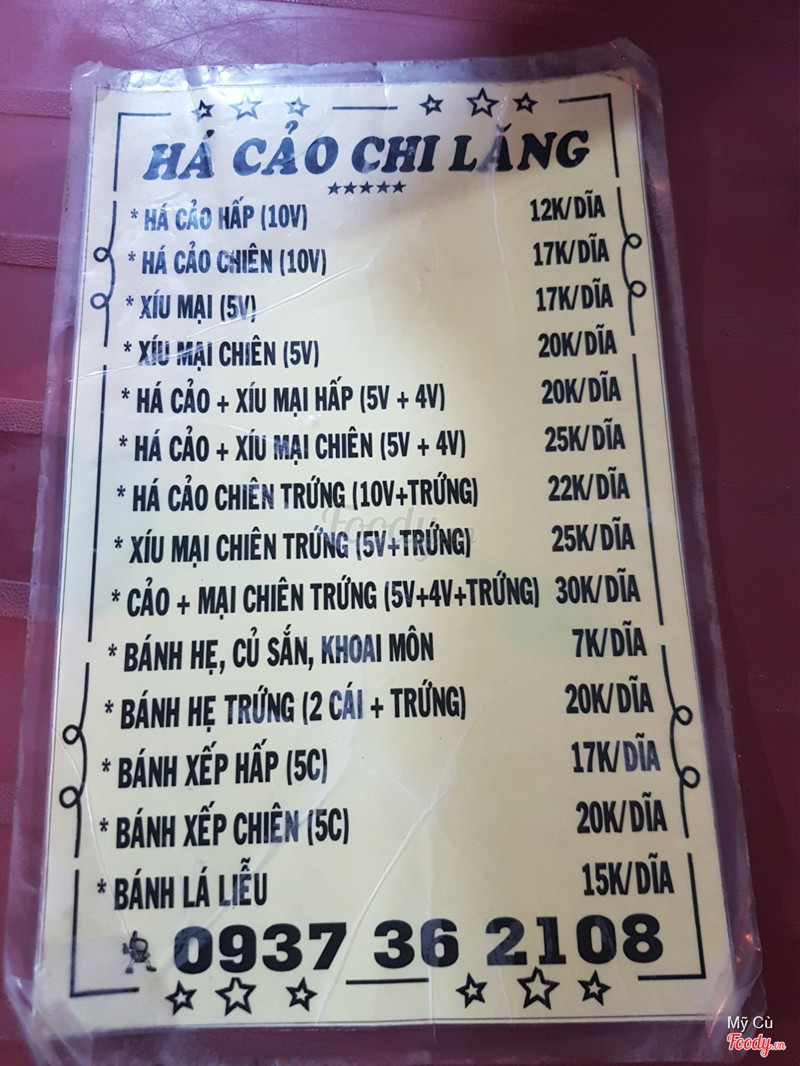 HÁ CẢO CHI LĂNG
* HÁ CẢO HẤP (10V) 12K/DĨA
* HÁ CẢO CHIÊN (10V) 17K/DĨA
* XÍU MẠI (5V) 17K/DĨA
* XÍU MẠI CHIÊN (5V) 20K/DĨA
* HÁ CẢO + XÍU MẠI HẤP (5V + 4V) 20K/DĨA
* HÁ CẢO + XÍU MẠI CHIÊN (5V + 4V) 25K/DĨA
* HÁ CẢO CHIÊN TRỨNG (10V+TRỨNG) 22K/DĨA
* XÍU MẠI CHIÊN TRỨNG (5V+TRỨNG) 25K/DĨA
* CẢO + MẠI CHIÊN TRỨNG (5V+4V+TRỨNG) 30K/DĨA
* BÁNH HẸ, CỦ SẮN, KHOAI MÔN 7K/DĨA
* BÁNH HẸ TRỨNG (2 CÁI + TRỨNG) 20K/DĨA
* BÁNH XẾP HẤP (5C) 17K/DĨA
* BÁNH XẾP CHIÊN (5C) 20K/DĨA
* BÁNH LÁ LIỄU 15K/DĨA
0937 36 2108
Foody.vn
Mỹ Cù
Foody.vn